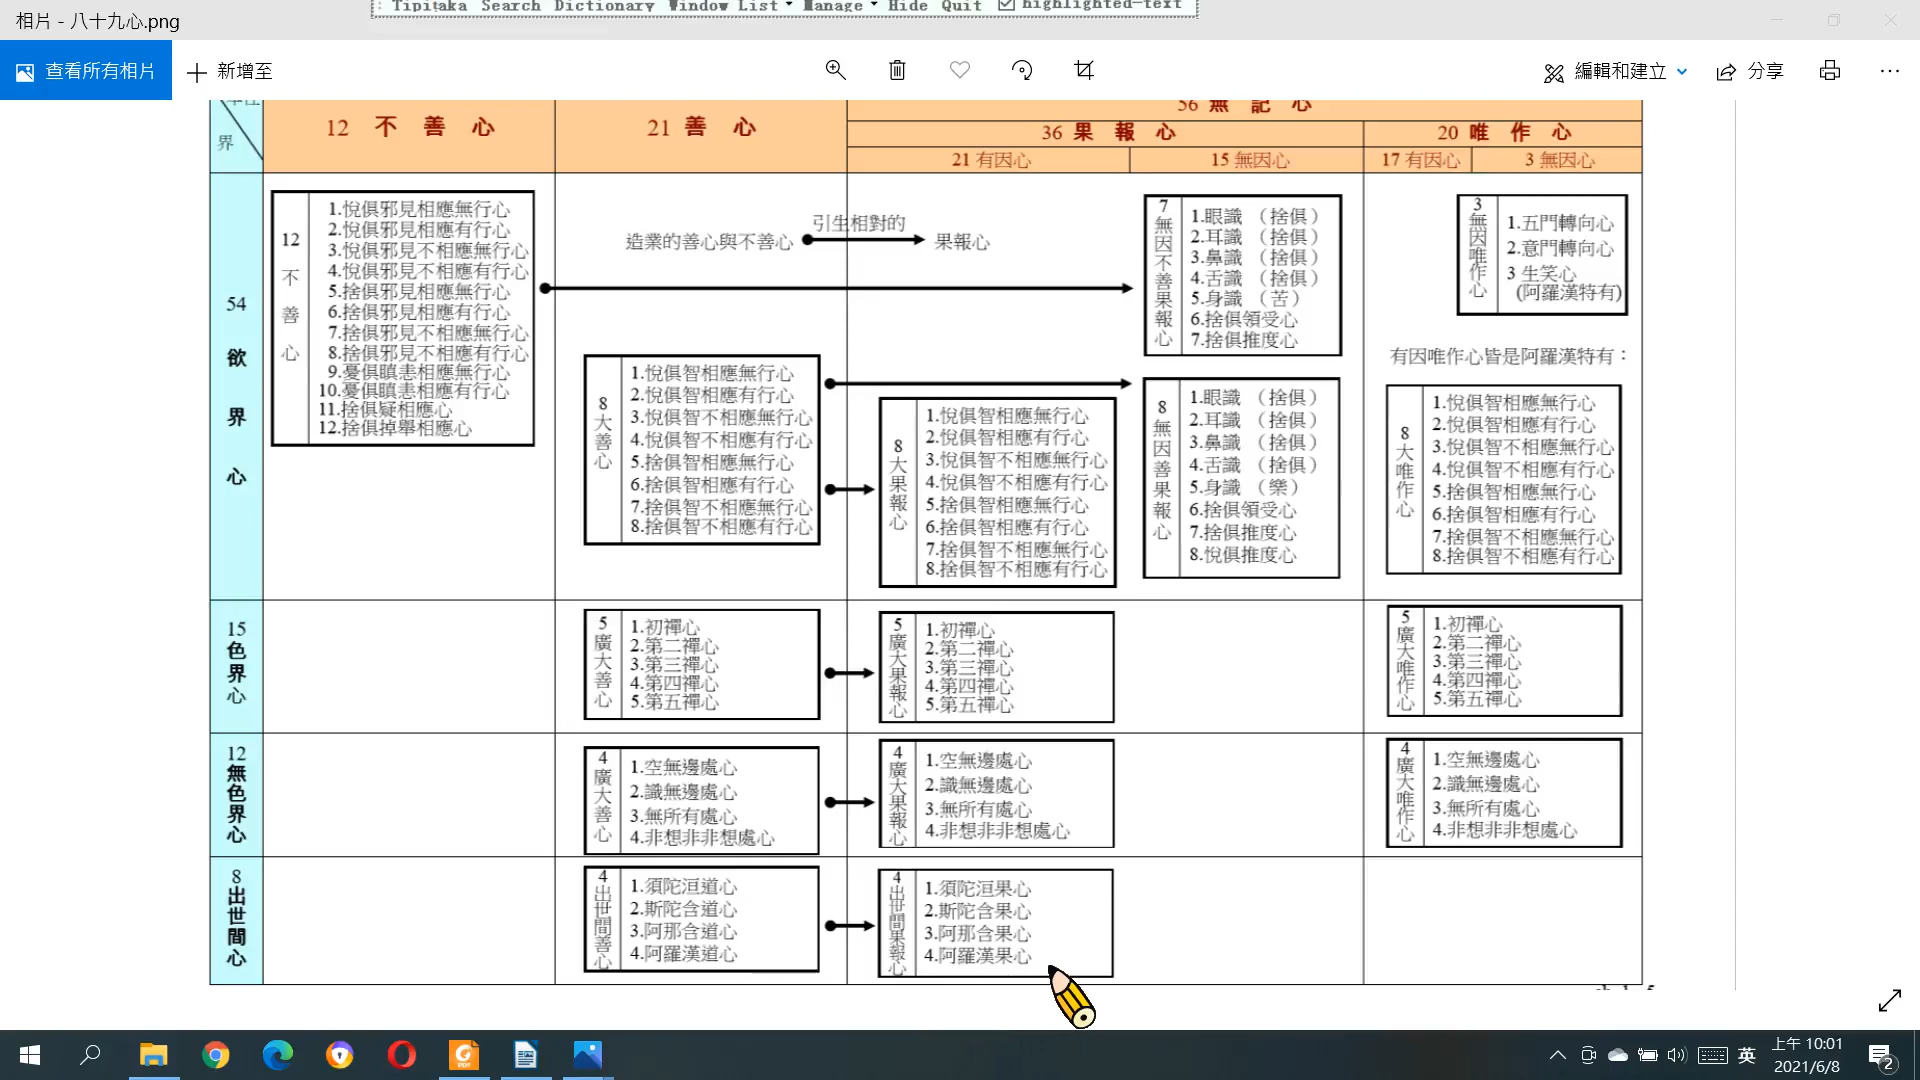 Tipitaka Search Dictionary Window List Manage Hide Quit highlighted-text
相片 - 八十九心.png
查看所有相片
新增至
編輯和建立
分享
界
12 不 善 心
21 善 心
56 無 記 心
36 果 報 心
20 唯 作 心
21 有因心
15 無因心
17 有因心
3 無因心
54 欲界心
12 不善心
1.悅俱邪見相應無行心
2.悅俱邪見相應有行心
3.悅俱邪見不相應無行心
4.悅俱邪見不相應有行心
5.捨俱邪見相應無行心
6.捨俱邪見相應有行心
7.捨俱邪見不相應無行心
8.捨俱邪見不相應有行心
9.憂俱瞋恚相應無行心
10.憂俱瞋恚相應有行心
11.捨俱疑相應心
12.捨俱掉舉相應心
造業的善心與不善心
引生相對的
果報心
8大善心
1.悅俱智相應無行心
2.悅俱智相應有行心
3.悅俱智不相應無行心
4.悅俱智不相應有行心
5.捨俱智相應無行心
6.捨俱智相應有行心
7.捨俱智不相應無行心
8.捨俱智不相應有行心
8大果報心
1.悅俱智相應無行心
2.悅俱智相應有行心
3.悅俱智不相應無行心
4.悅俱智不相應有行心
5.捨俱智相應無行心
6.捨俱智相應有行心
7.捨俱智不相應無行心
8.捨俱智不相應有行心
7無因不善果報心
1.眼識 （捨俱）
2.耳識 （捨俱）
3.鼻識 （捨俱）
4.舌識 （捨俱）
5.身識 （苦）
6.捨俱領受心
7.捨俱推度心
8無因善果報心
1.眼識 （捨俱）
2.耳識 （捨俱）
3.鼻識 （捨俱）
4.舌識 （捨俱）
5.身識 （樂）
6.捨俱領受心
7.捨俱推度心
8.悅俱推度心
3無因唯作心
1.五門轉向心
2.意門轉向心
3 生笑心
(阿羅漢特有)
有因唯作心皆是阿羅漢特有：
8大唯作心
1.悅俱智相應無行心
2.悅俱智相應有行心
3.悅俱智不相應無行心
4.悅俱智不相應有行心
5.捨俱智相應無行心
6.捨俱智相應有行心
7.捨俱智不相應無行心
8.捨俱智不相應有行心
15色界心
5廣大善心
1.初禪心
2.第二禪心
3.第三禪心
4.第四禪心
5.第五禪心
5廣大果報心
1.初禪心
2.第二禪心
3.第三禪心
4.第四禪心
5.第五禪心
5廣大唯作心
1.初禪心
2.第二禪心
3.第三禪心
4.第四禪心
5.第五禪心
12無色界心
4廣大善心
1.空無邊處心
2.識無邊處心
3.無所有處心
4.非想非非想處心
4廣大果報心
1.空無邊處心
2.識無邊處心
3.無所有處心
4.非想非非想處心
4廣大唯作心
1.空無邊處心
2.識無邊處心
3.無所有處心
4.非想非非想處心
8出世間心
4出世間善心
1.須陀洹道心
2.斯陀含道心
3.阿那含道心
4.阿羅漢道心
4出世間果報心
1.須陀洹果心
2.斯陀含果心
3.阿那含果心
4.阿羅漢果心
英
上午 10:01
2021/6/8
2